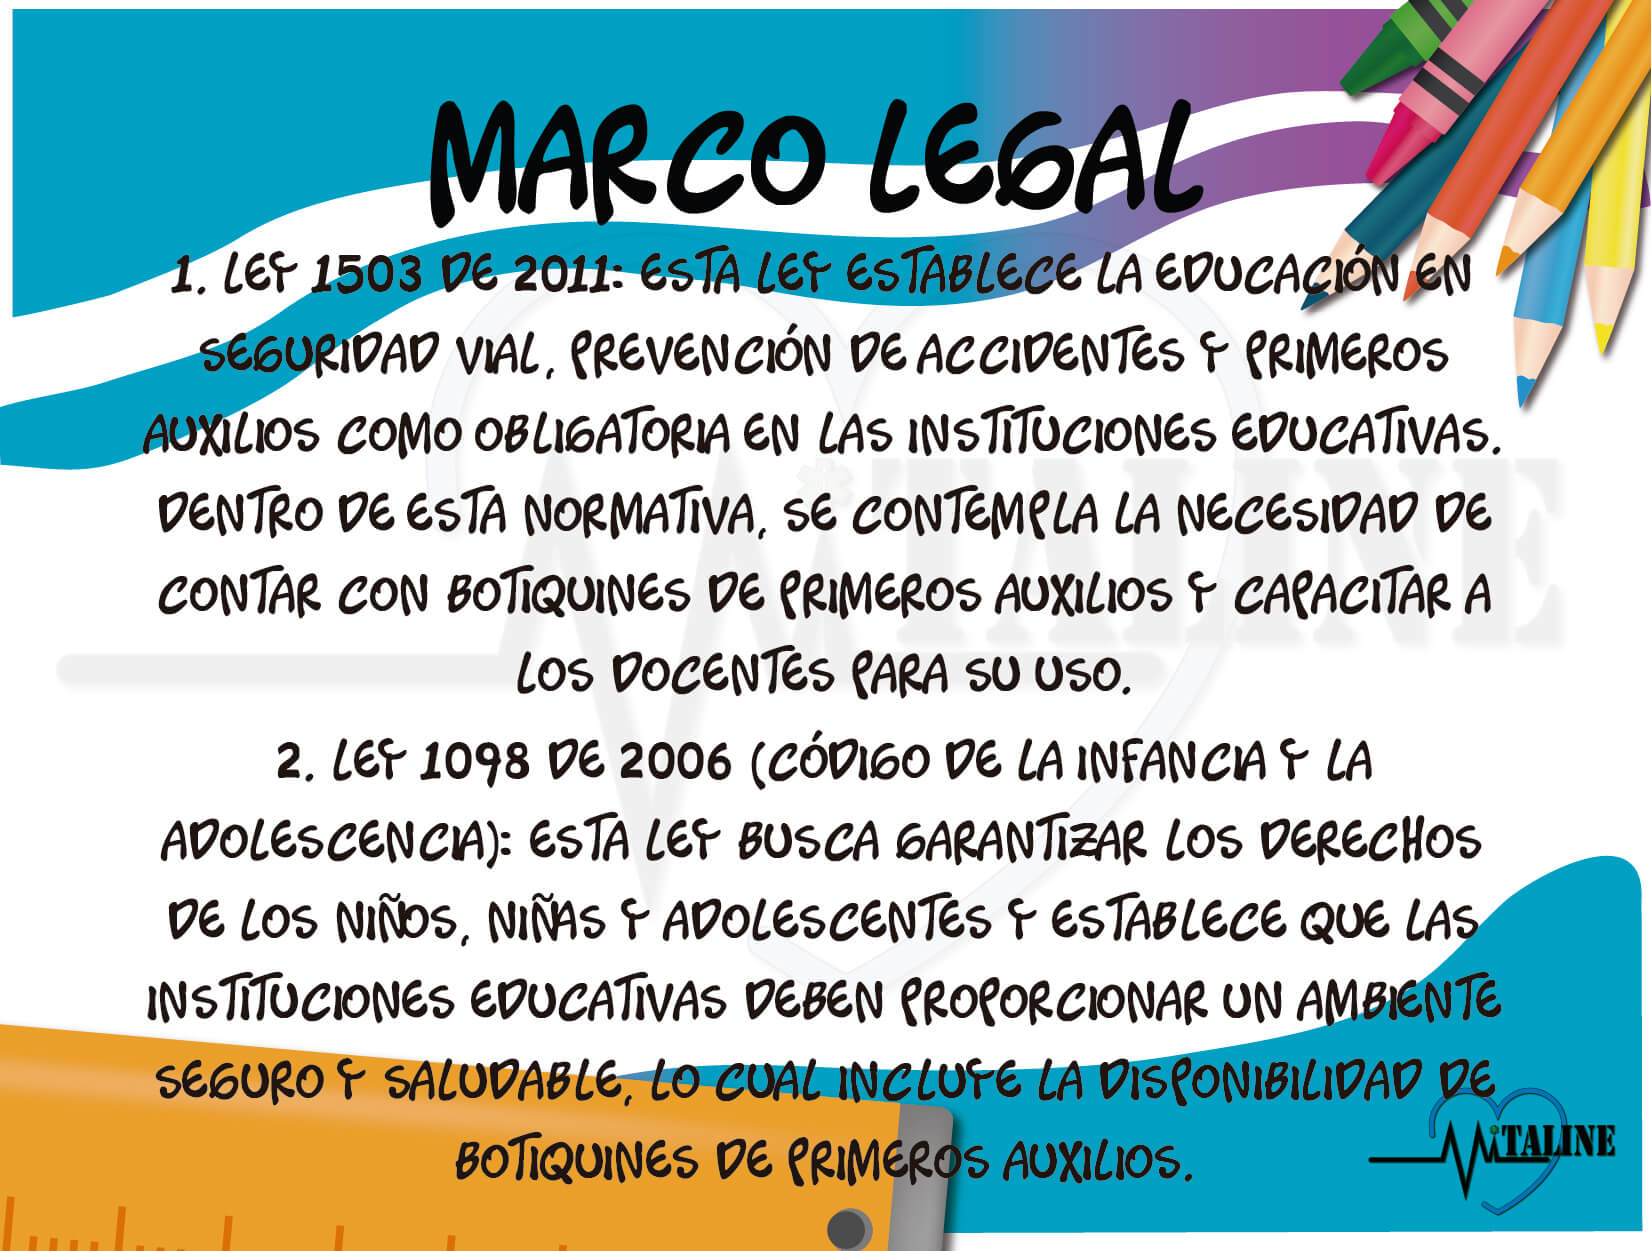 MARCO LEGAL
1. LEY 1503 DE 2011: ESTA LEY ESTABLECE LA EDUCACIÓN EN
SEGURIDAD VIAL, PREVENCIÓN DE ACCIDENTES Y PRIMEROS
AUXILIOS COMO OBLIGATORIA EN LAS INSTITUCIONES EDUCATIVAS.
DENTRO DE ESTA NORMATIVA, SE CONTEMPLA LA NECESIDAD DE
CONTAR CON BOTIQUINES DE PRIMEROS AUXILIOS Y CAPACITAR A
LOS DOCENTES PARA SU USO.
2. LEY 1098 DE 2006 (CÓDIGO DE LA INFANCIA Y LA
ADOLESCENCIA): ESTA LEY BUSCA GARANTIZAR LOS DERECHOS
DE LOS NIÑOS, NIÑAS Y ADOLESCENTES Y ESTABLECE QUE LAS
INSTITUCIONES EDUCATIVAS DEBEN PROPORCIONAR UN AMBIENTE
SEGURO Y SALUDABLE, LO CUAL INCLUYE LA DISPONIBILIDAD DE
BOTIQUINES DE PRIMEROS AUXILIOS.
VITALINE